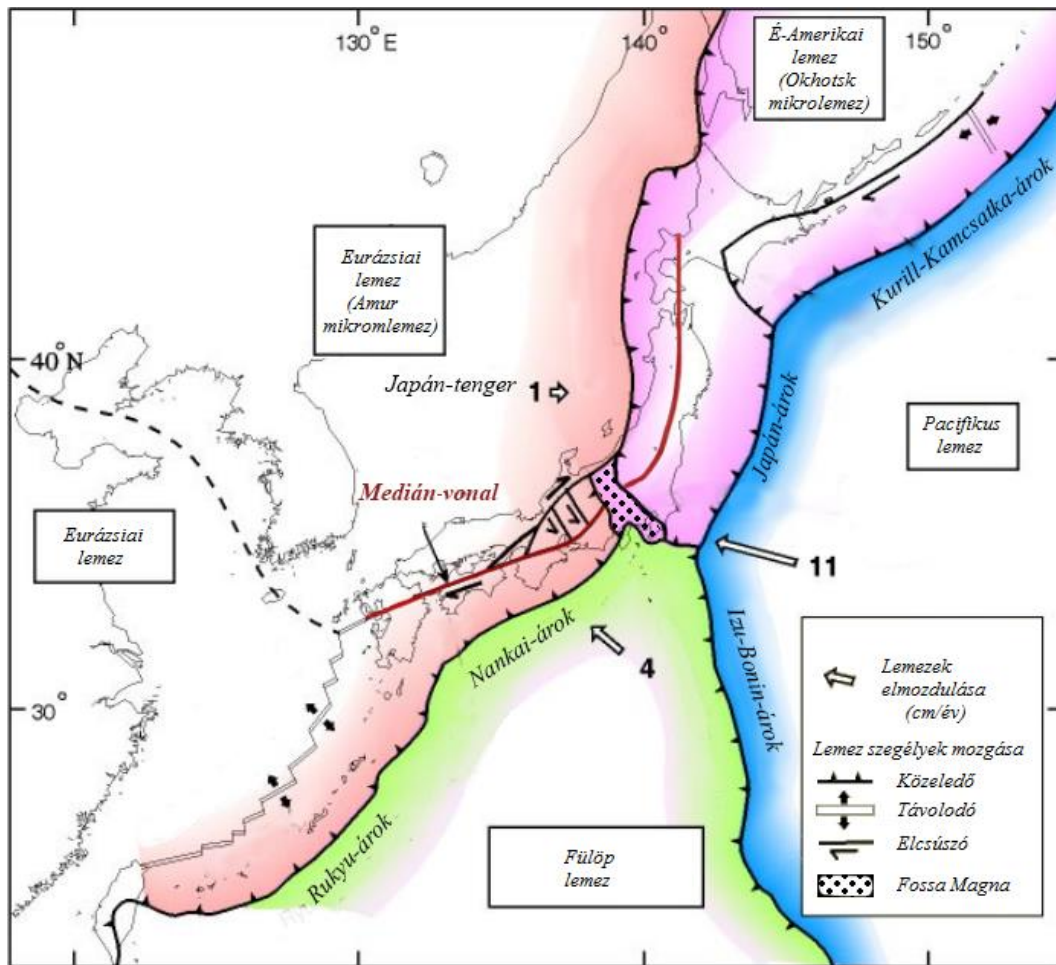 130°E
140°
150°
É-Amerikai
lemez
(Okhotsk
mikrolemez)
Kurill-Kamcsatka-árok
Eurázsiai
lemez
(Amur
mikromlemez)
40°N
Japán-tenger
1
Japán-árok
Pacifikus
lemez
Medián-vonal
Eurázsiai
lemez
11
Nankai-árok
4
Izu-Bonin-árok
30°
Rukyu-árok
Fülöp
lemez
Lemezek
elmozdulása
(cm/év)
Lemez szegélyek mozgása
Közeledő
Távolodó
Elcsúszó
Fossa Magna